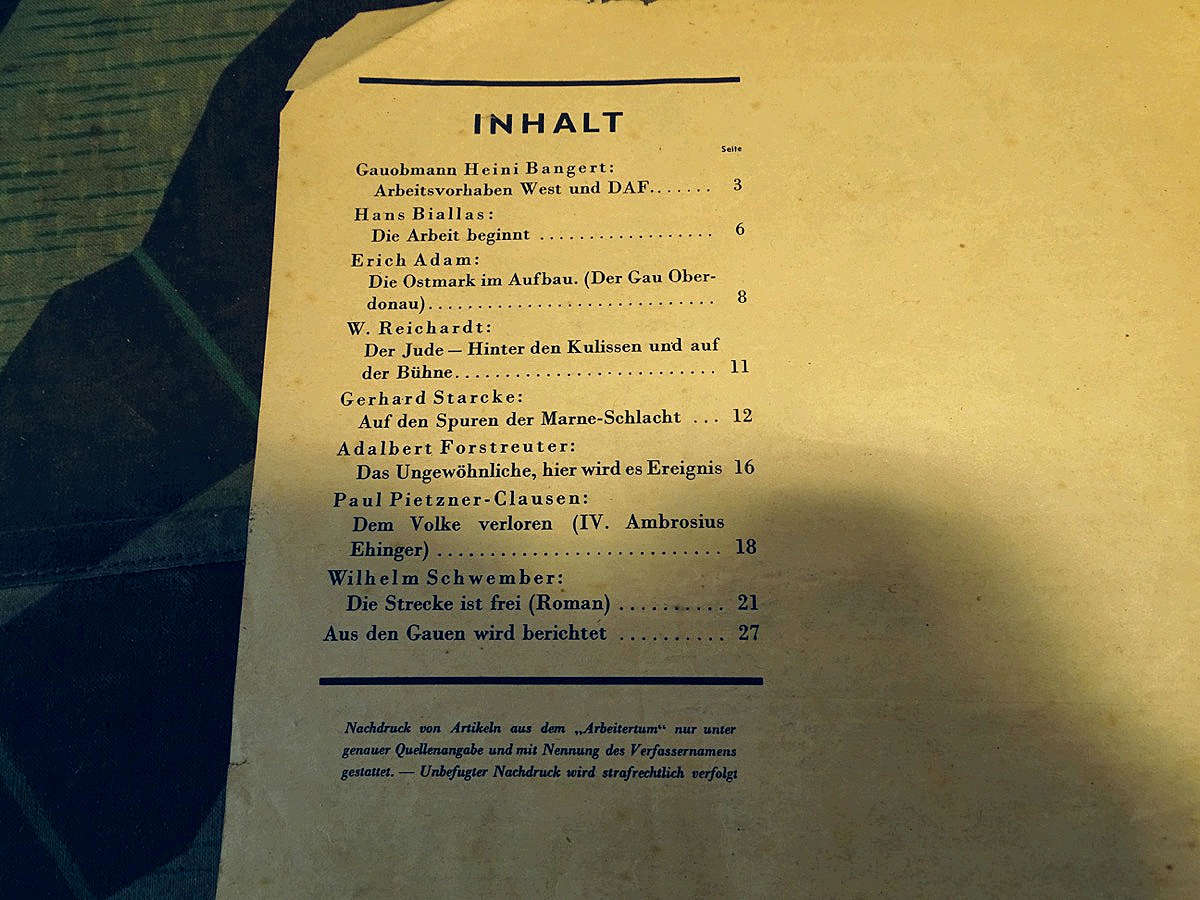 INHALT
Seite
Gauobmann Heini Bangert:
Arbeitsvorhaben West und DAF....... 3
Hans Biallas:
Die Arbeit beginnt .................. 6
Erich Adam:
Die Ostmark im Aufbau. (Der Gau Ober-
donau)............................ 8
W. Reichardt:
Der Jude — Hinter den Kulissen und auf
der Bühne......................... 11
Gerhard Starcke:
Auf den Spuren der Marne-Schlacht ... 12
Adalbert Forstreuter:
Das Ungewöhnliche, hier wird es Ereignis 16
Paul Pietzner-Clausen:
Dem Volke verloren (IV. Ambrosius
Ehinger) ........................... 18
Wilhelm Schwember:
Die Strecke ist frei (Roman) .......... 21
Aus den Gauen wird berichtet .......... 27
Nachdruck von Artikeln aus dem „Arbeitertum“ nur unter
genauer Quellenangabe und mit Nennung des Verfassernamens
gestattet. — Unbefugter Nachdruck wird strafrechtlich verfolgt